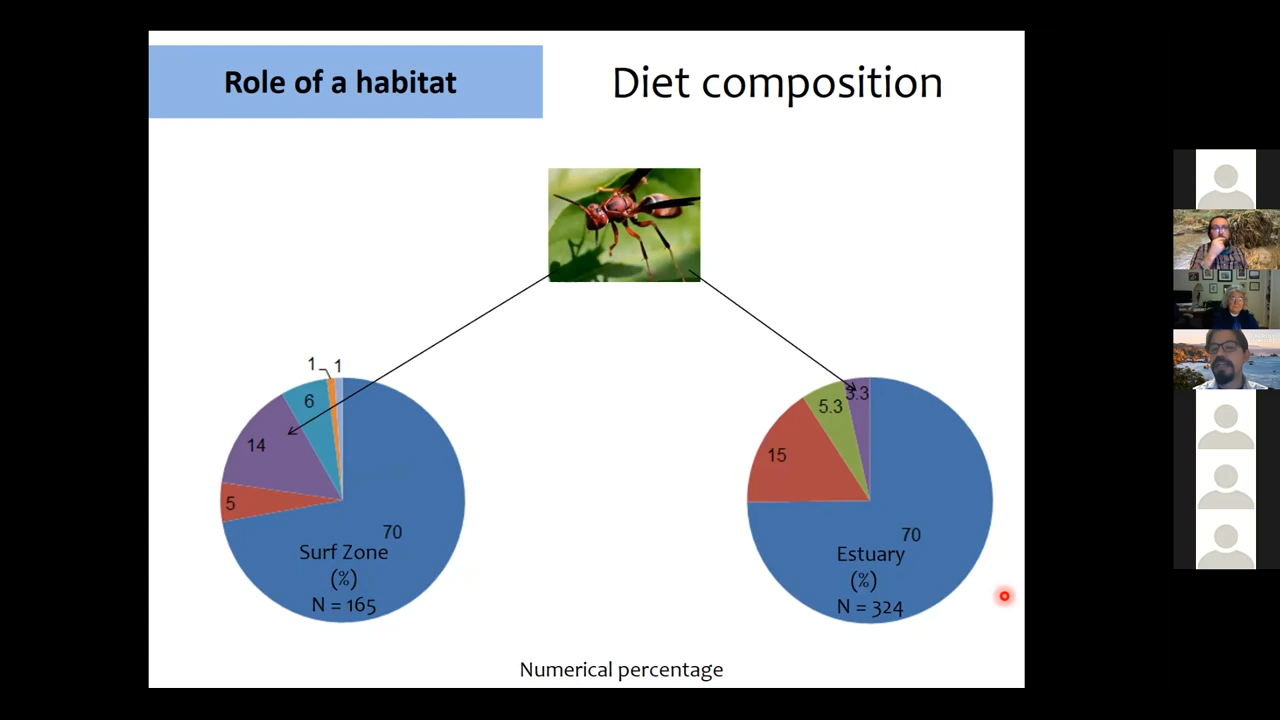 Role of a habitat
Diet composition
1
1
6
14
5
70
Surf Zone
(%)
N = 165
3.3
5.3
15
70
Estuary
(%)
N = 324
Numerical percentage